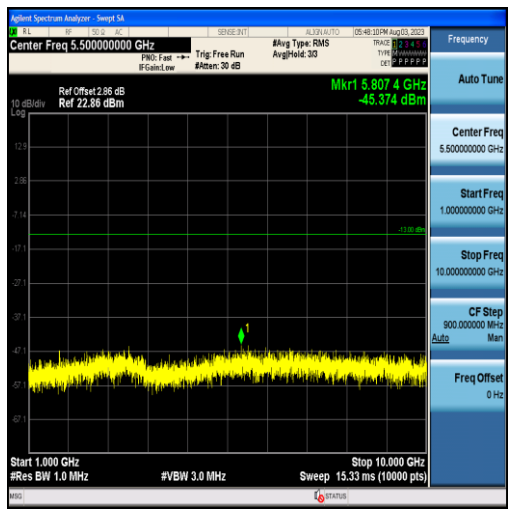 Agilent Spectrum Analyzer - Swept SA
RL RF 50 Ω AC SENSE:INT ALIGN AUTO 05:48:10 PM Aug 03, 2023
Center Freq 5.500000000 GHz
PNO: Fast
IFGain:Low
Trig: Free Run
#Atten: 30 dB
#Avg Type: RMS
Avg|Hold: 3/3
TRACE 1 2 3 4 5 6
TYPE
DET P P P P P P
Ref Offset 2.86 dB
10 dB/div Ref 22.86 dBm
Log
Mkr1 5.807 4 GHz
-45.374 dBm
12.9
2.86
-7.14
-13.00 dBm
-17.1
-27.1
-37.1
1
-47.1
-57.1
-67.1
Start 1.000 GHz Stop 10.000 GHz
#Res BW 1.0 MHz #VBW 3.0 MHz Sweep 15.33 ms (10000 pts)
MSG STATUS
Frequency
Auto Tune
Center Freq
5.500000000 GHz
Start Freq
1.000000000 GHz
Stop Freq
10.000000000 GHz
CF Step
900.000000 MHz
Auto Man
Freq Offset
0 Hz